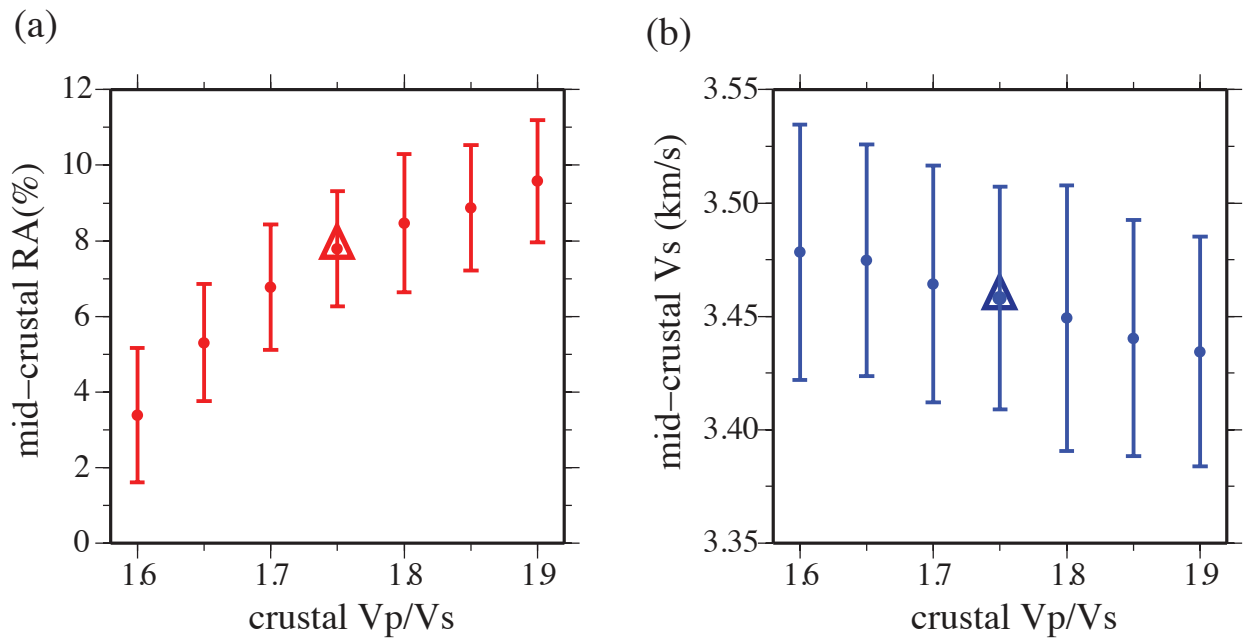 (a)
mid–crustal RA(%)
12
10
8
6
4
2
0
1.6 1.7 1.8 1.9
crustal Vp/Vs
(b)
mid–crustal Vs (km/s)
3.55
3.50
3.45
3.40
3.35
1.6 1.7 1.8 1.9
crustal Vp/Vs